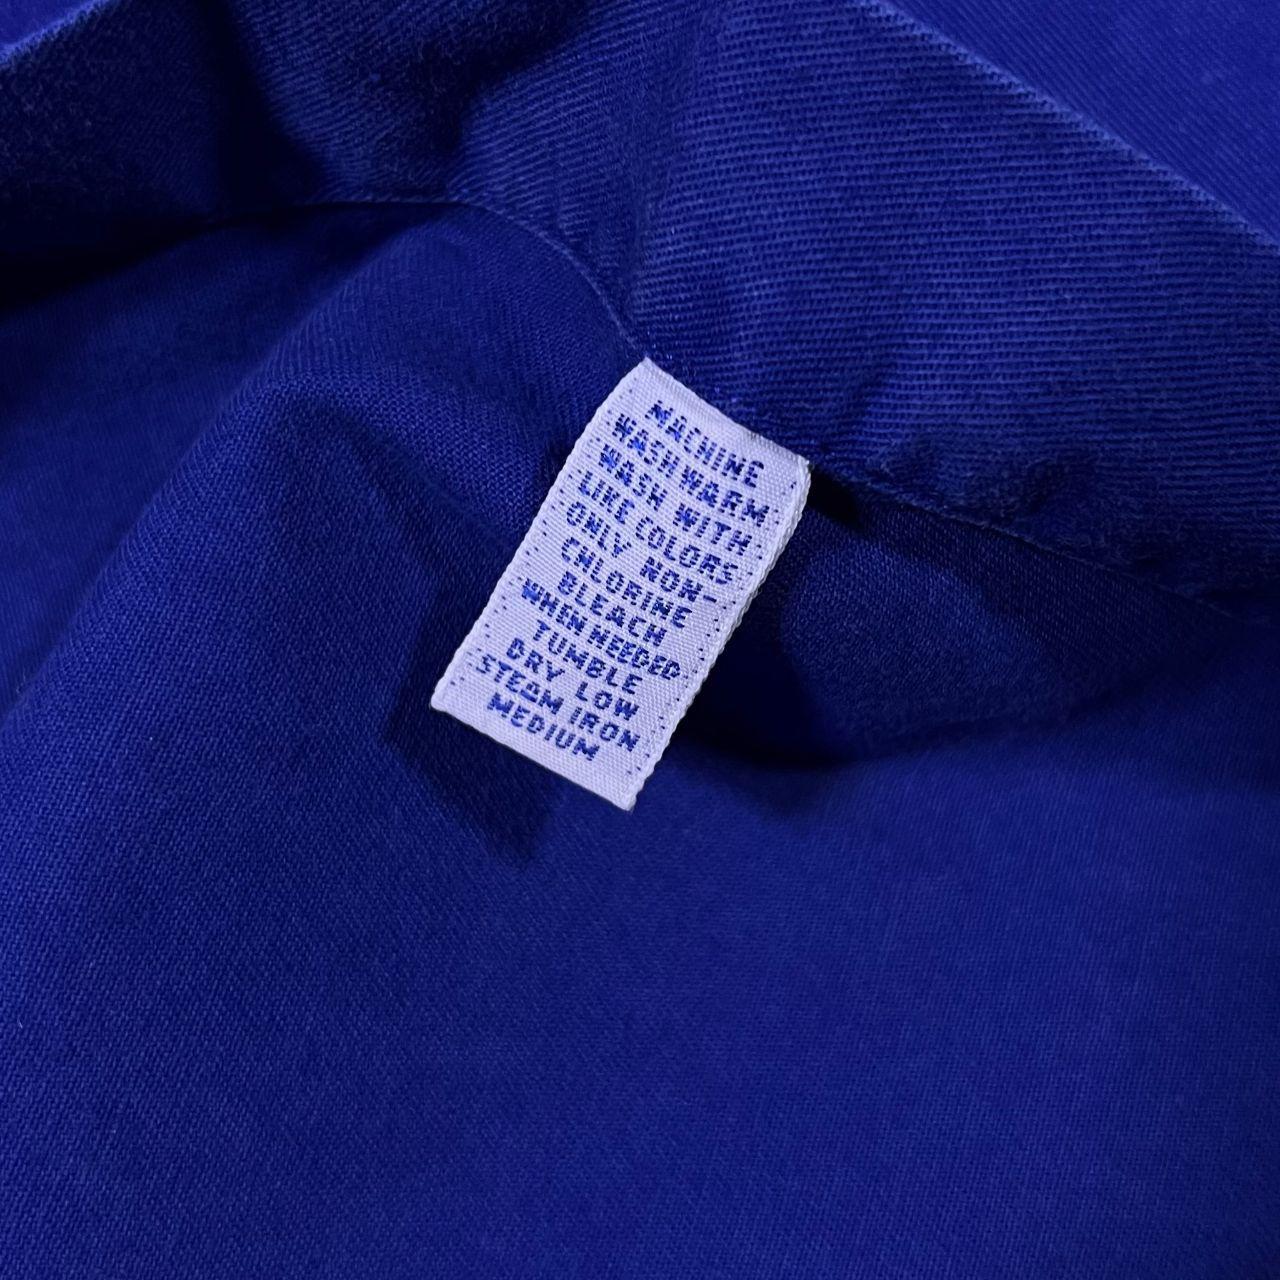 MACHINE
WASH WARM
WASH WITH
LIKE COLORS
ONLY NON-
CHLORINE
BLEACH
WHEN NEEDED
TUMBLE
DRY LOW
STEAM IRON
MEDIUM